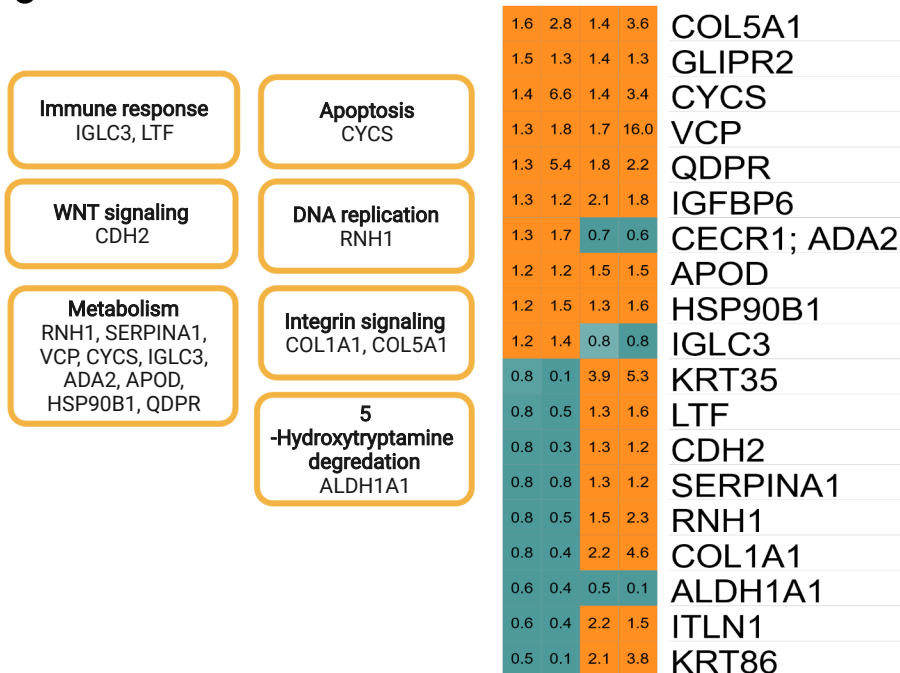 Immune response
IGLC3, LTF
Apoptosis
CYCS
WNT signaling
CDH2
DNA replication
RNH1
Metabolism
RNH1, SERPINA1,
VCP, CYCS, IGLC3,
ADA2, APOD,
HSP90B1, QDPR
Integrin signaling
COL1A1, COL5A1
5
-Hydroxytryptamine
degredation
ALDH1A1
1.6 2.8 1.4 3.6 COL5A1
1.5 1.3 1.4 1.3 GLIPR2
1.4 6.6 1.4 3.4 CYCS
1.3 1.8 1.7 16.0 VCP
1.3 5.4 1.8 2.2 QDPR
1.3 1.2 2.1 1.8 IGFBP6
1.3 1.7 0.7 0.6 CECR1; ADA2
1.2 1.2 1.5 1.5 APOD
1.2 1.5 1.3 1.6 HSP90B1
1.2 1.4 0.8 0.8 IGLC3
0.8 0.1 3.9 5.3 KRT35
0.8 0.5 1.3 1.6 LTF
0.8 0.3 1.3 1.2 CDH2
0.8 0.8 1.3 1.2 SERPINA1
0.8 0.5 1.5 2.3 RNH1
0.8 0.4 2.2 4.6 COL1A1
0.6 0.4 0.5 0.1 ALDH1A1
0.6 0.4 2.2 1.5 ITLN1
0.5 0.1 2.1 3.8 KRT86